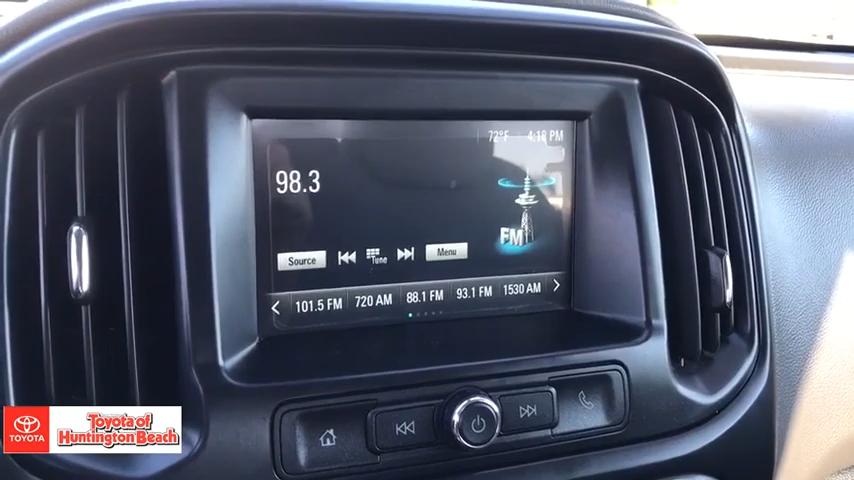 72°F 4:18 PM
98.3
FM
Source
Tune
Menu
101.5 FM 720 AM 88.1 FM 93.1 FM 1530 AM
TOYOTA
Toyota of
Huntington Beach